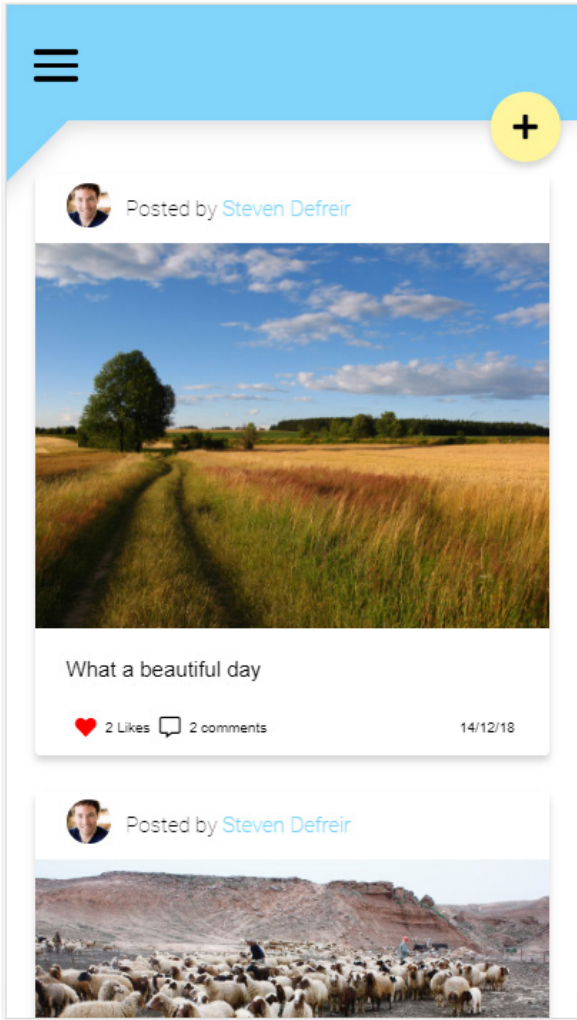 Posted by Steven Defreir
What a beautiful day
2 Likes 2 comments 14/12/18
Posted by Steven Defreir